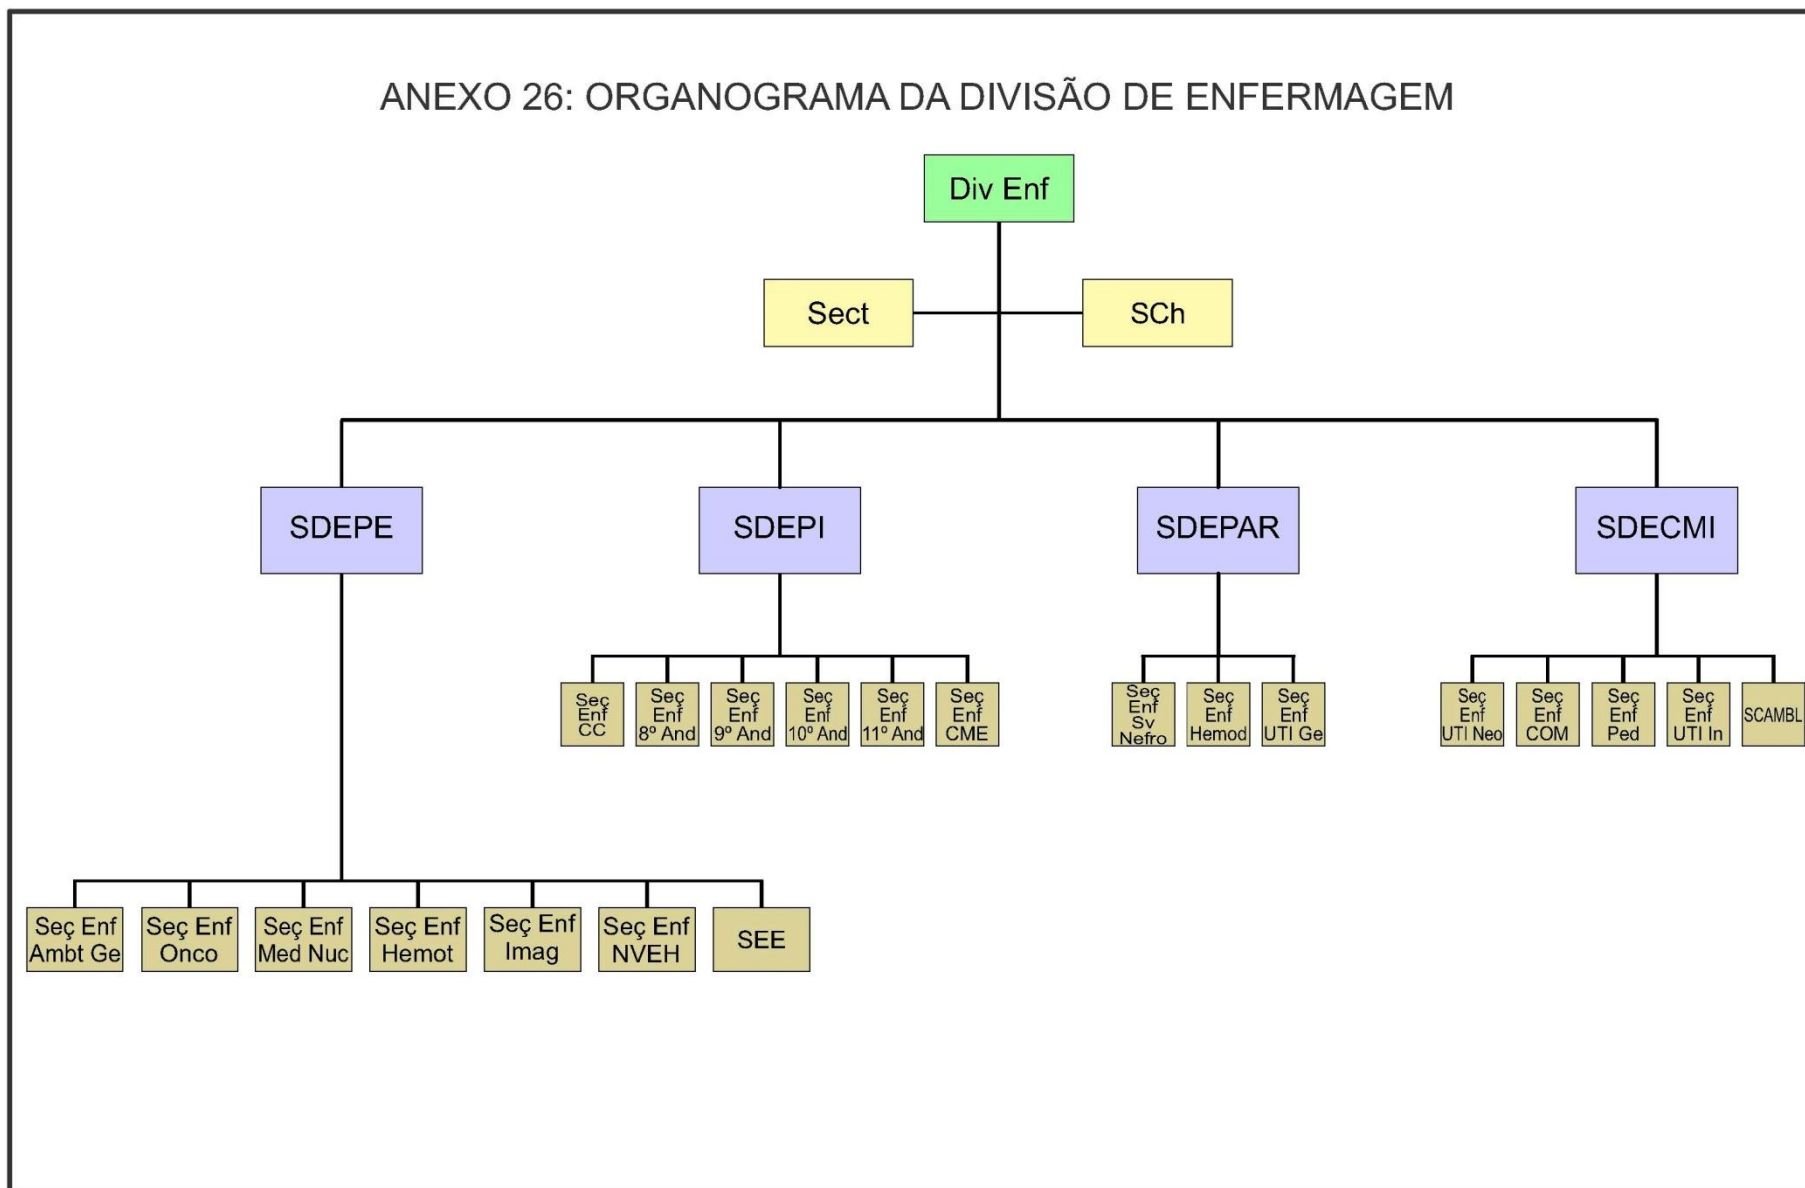 ANEXO 26: ORGANOGRAMA DA DIVISÃO DE ENFERMAGEM
Div Enf
Sect
SCh
SDEPE
SDEPI
SDEPAR
SDECMI
Seç
Enf
CC
Seç
Enf
8º And
Seç
Enf
9º And
Seç
Enf
10º And
Seç
Enf
11º And
Seç
Enf
CME
Seç
Enf
Sv
Nefro
Seç
Enf
Hemod
Seç
Enf
UTI Ge
Seç
Enf
UTI Neo
Seç
Enf
COM
Seç
Enf
Ped
Seç
Enf
UTI In
SCAMBL
Seç Enf
Ambt Ge
Seç Enf
Onco
Seç Enf
Med Nuc
Seç Enf
Hemot
Seç Enf
Imag
Seç Enf
NVEH
SEE